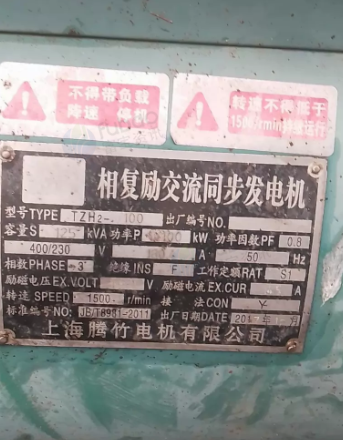 不得带负载
降速 停机
转速不得低于
1500r/min持续运行
相复励交流同步发电机
型号TYPE TZH2- 100 出厂编号NO.
容量S 125 kVA 功率P 100 kW 功率因数PF 0.8
400/230 V A 50 Hz
相数PHASE 3 绝缘INS F 工作定额RAT S1
励磁电压EX.VOLT V 励磁电流EX.CUR A
转速SPEED 1500 r/min 接法CON Y
标准编号NO. JB/T8981-2011 出厂日期DATE 201 年 月
上海腾竹电机有限公司